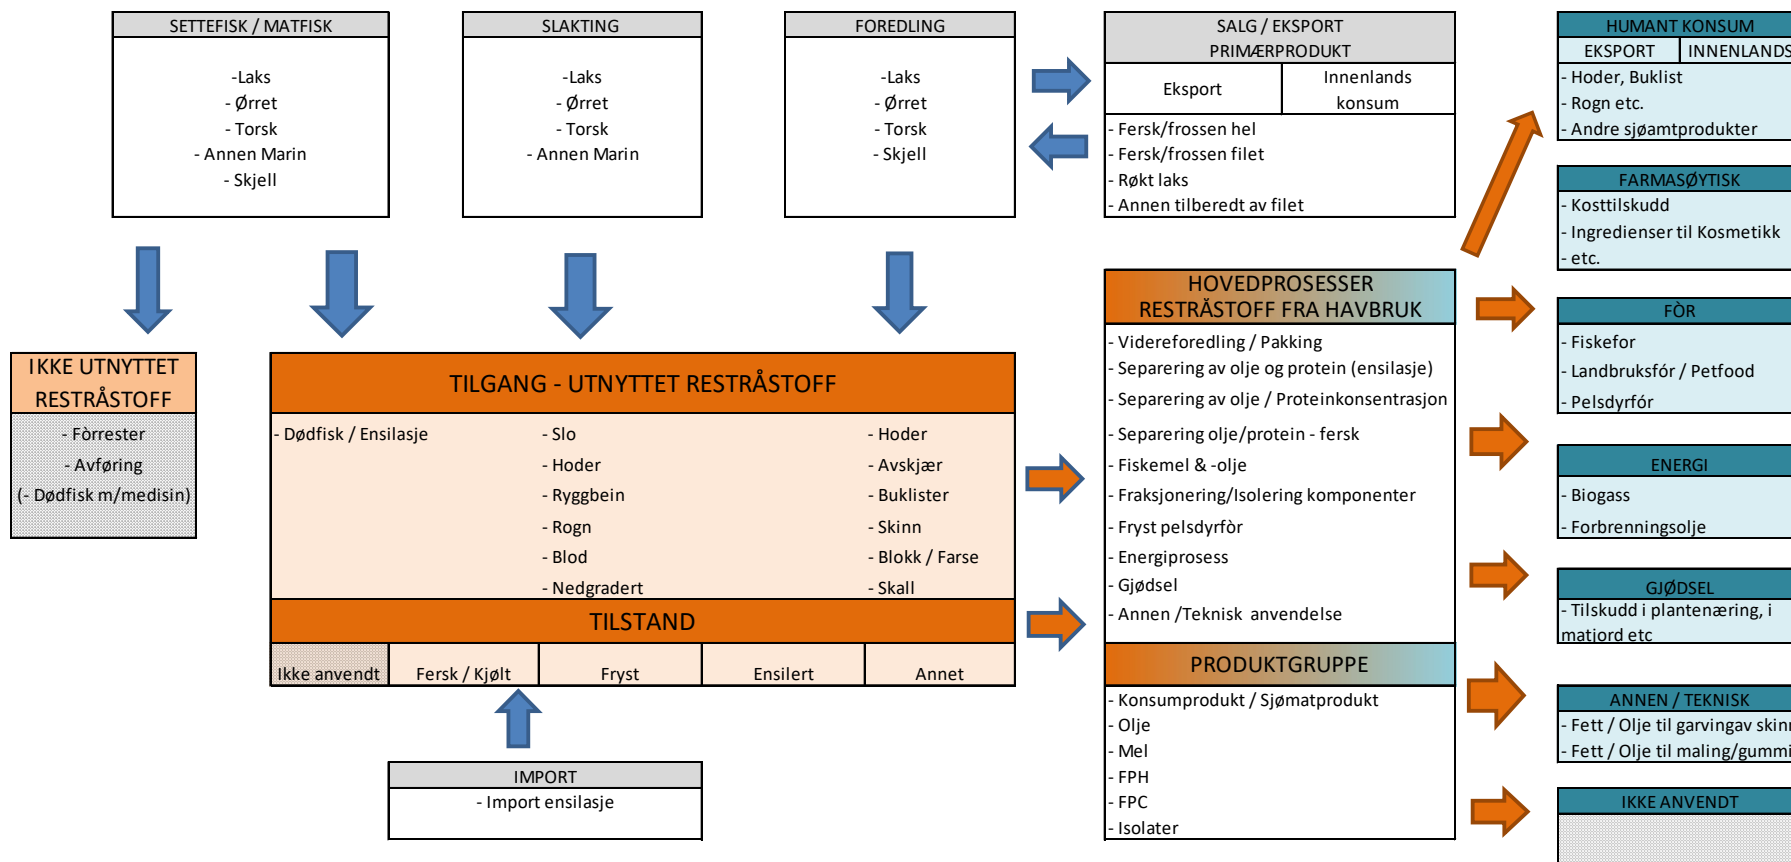 SETTEFISK / MATFISK
-Laks
- Ørret
- Torsk
- Annen Marin
- Skjell
SLAKTING
-Laks
- Ørret
- Torsk
- Annen Marin
FOREDLING
-Laks
- Ørret
- Torsk
- Skjell
SALG / EKSPORT
PRIMÆRPRODUKT
Eksport
Innenlands
konsum
- Fersk/frossen hel
- Fersk/frossen filet
- Røkt laks
- Annen tilberedt av filet
HUMANT KONSUM
EKSPORT
INNENLANDS
- Hoder, Buklist
- Rogn etc.
- Andre sjøamtprodukter
FARMASØYTISK
- Kosttilskudd
- Ingredienser til Kosmetikk
- etc.
IKKE UTNYTTET
RESTRÅSTOFF
- Fòrrester
- Avføring
(- Dødfisk m/medisin)
TILGANG - UTNYTTET RESTRÅSTOFF
- Dødfisk / Ensilasje
- Slo
- Hoder
- Ryggbein
- Rogn
- Blod
- Nedgradert
- Hoder
- Avskjær
- Buklister
- Skinn
- Blokk / Farse
- Skall
TILSTAND
Ikke anvendt
Fersk / Kjølt
Fryst
Ensilert
Annet
IMPORT
- Import ensilasje
HOVEDPROSESSER
RESTRÅSTOFF FRA HAVBRUK
- Videreforedling / Pakking
- Separering av olje og protein (ensilasje)
- Separering av olje / Proteinkonsentrasjon
- Separering olje/protein - fersk
- Fiskemel & -olje
- Fraksjonering/Isolering komponenter
- Fryst pelsdyrfòr
- Energiprosess
- Gjødsel
- Annen /Teknisk anvendelse
PRODUKTGRUPPE
- Konsumprodukt / Sjømatprodukt
- Olje
- Mel
- FPH
- FPC
- Isolater
FÒR
- Fiskefor
- Landbruksfór / Petfood
- Pelsdyrfór
ENERGI
- Biogass
- Forbrenningsolje
GJØDSEL
- Tilskudd i plantenæring, i
matjord etc
ANNEN / TEKNISK
- Fett / Olje til garvingav skinn
- Fett / Olje til maling/gummi
IKKE ANVENDT